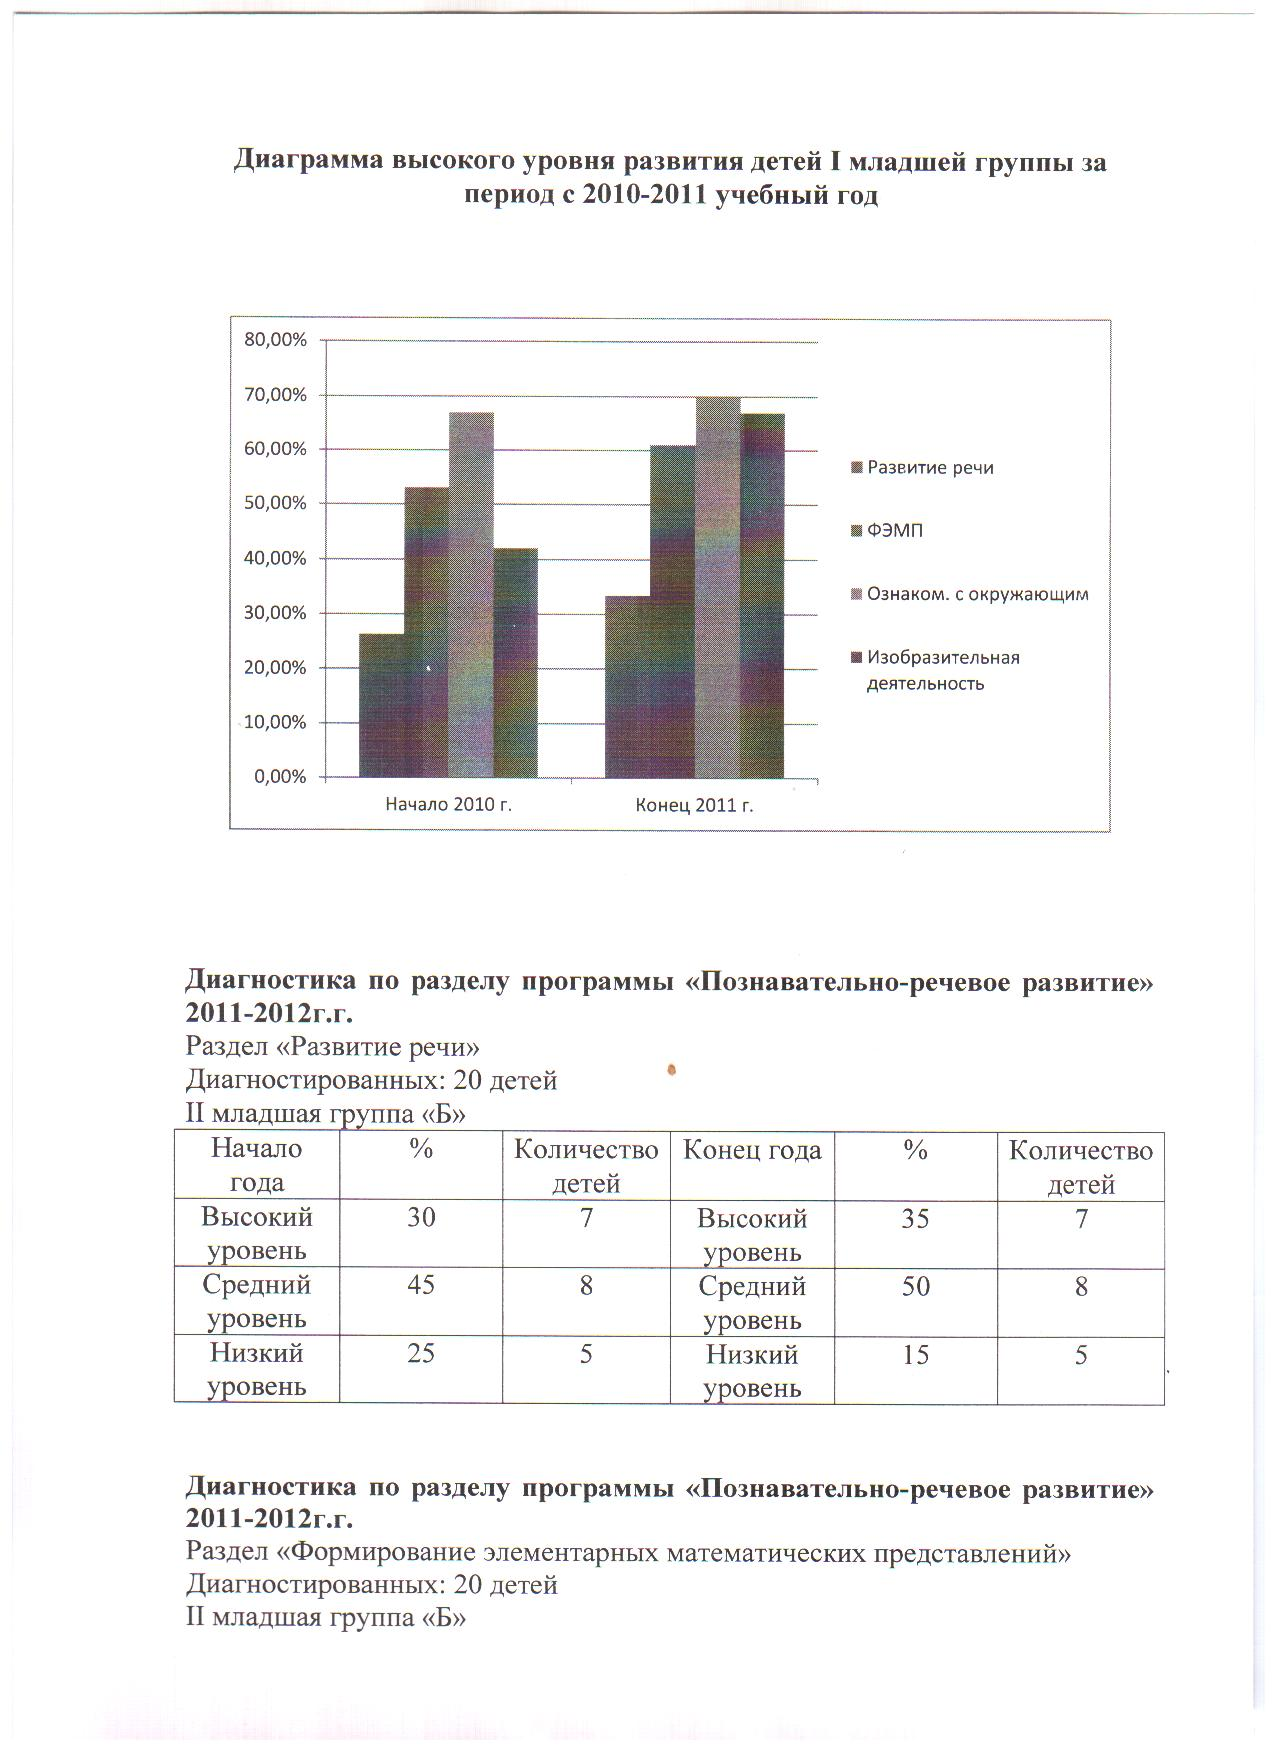 Диаграмма высокого уровня развития детей I младшей группы за
период с 2010-2011 учебный год
80,00%
70,00%
60,00%
50,00%
40,00%
30,00%
20,00%
10,00%
0,00%
Начало 2010 г.
Конец 2011 г.
Развитие речи
ФЭМП
Ознаком. с окружающим
Изобразительная
деятельность
Диагностика по разделу программы «Познавательно-речевое развитие»
2011-2012г.г.
Раздел «Развитие речи»
Диагностированных: 20 детей
II младшая группа «Б»
Начало % Количество Конец года % Количество
года детей детей
Высокий 30 7 Высокий 35 7
уровень уровень
Средний 45 8 Средний 50 8
уровень уровень
Низкий 25 5 Низкий 15 5
уровень уровень
Диагностика по разделу программы «Познавательно-речевое развитие»
2011-2012г.г.
Раздел «Формирование элементарных математических представлений»
Диагностированных: 20 детей
II младшая группа «Б»